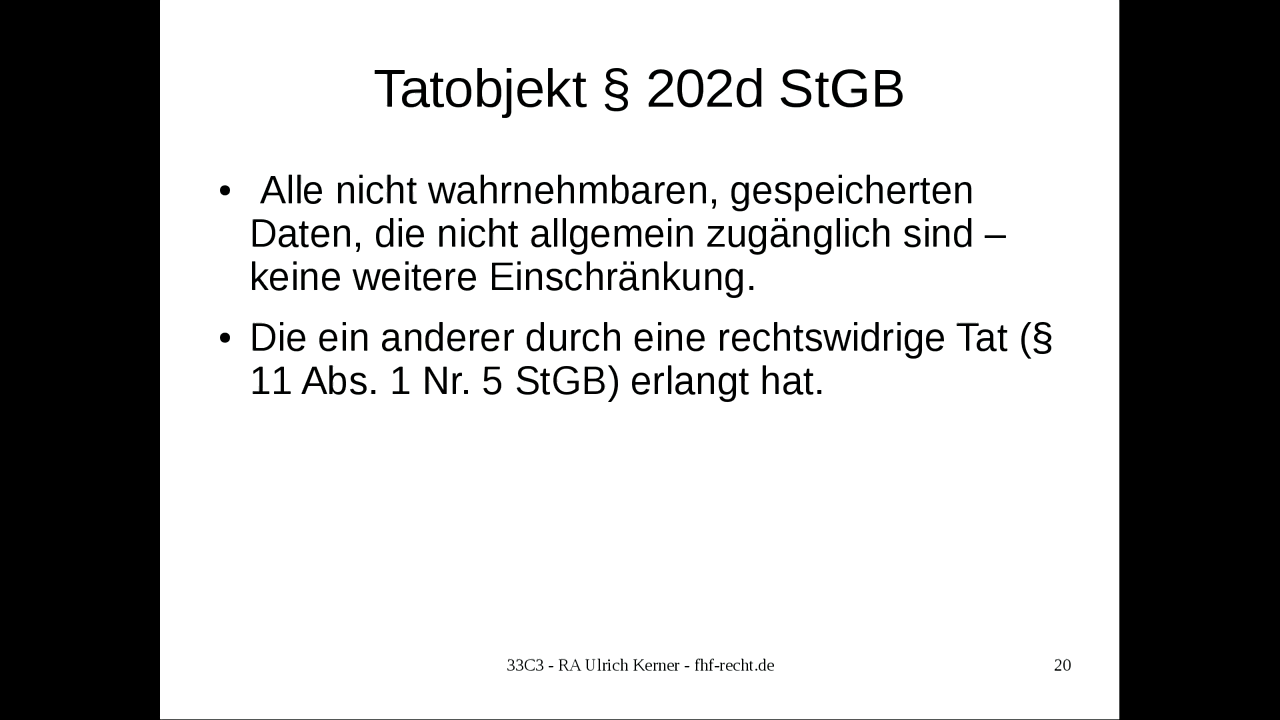 Tatobjekt § 202d StGB
• Alle nicht wahrnehmbaren, gespeicherten
Daten, die nicht allgemein zugänglich sind –
keine weitere Einschränkung.
• Die ein anderer durch eine rechtswidrige Tat (§
11 Abs. 1 Nr. 5 StGB) erlangt hat.
33C3 - RA Ulrich Kerner - fhf-recht.de
20